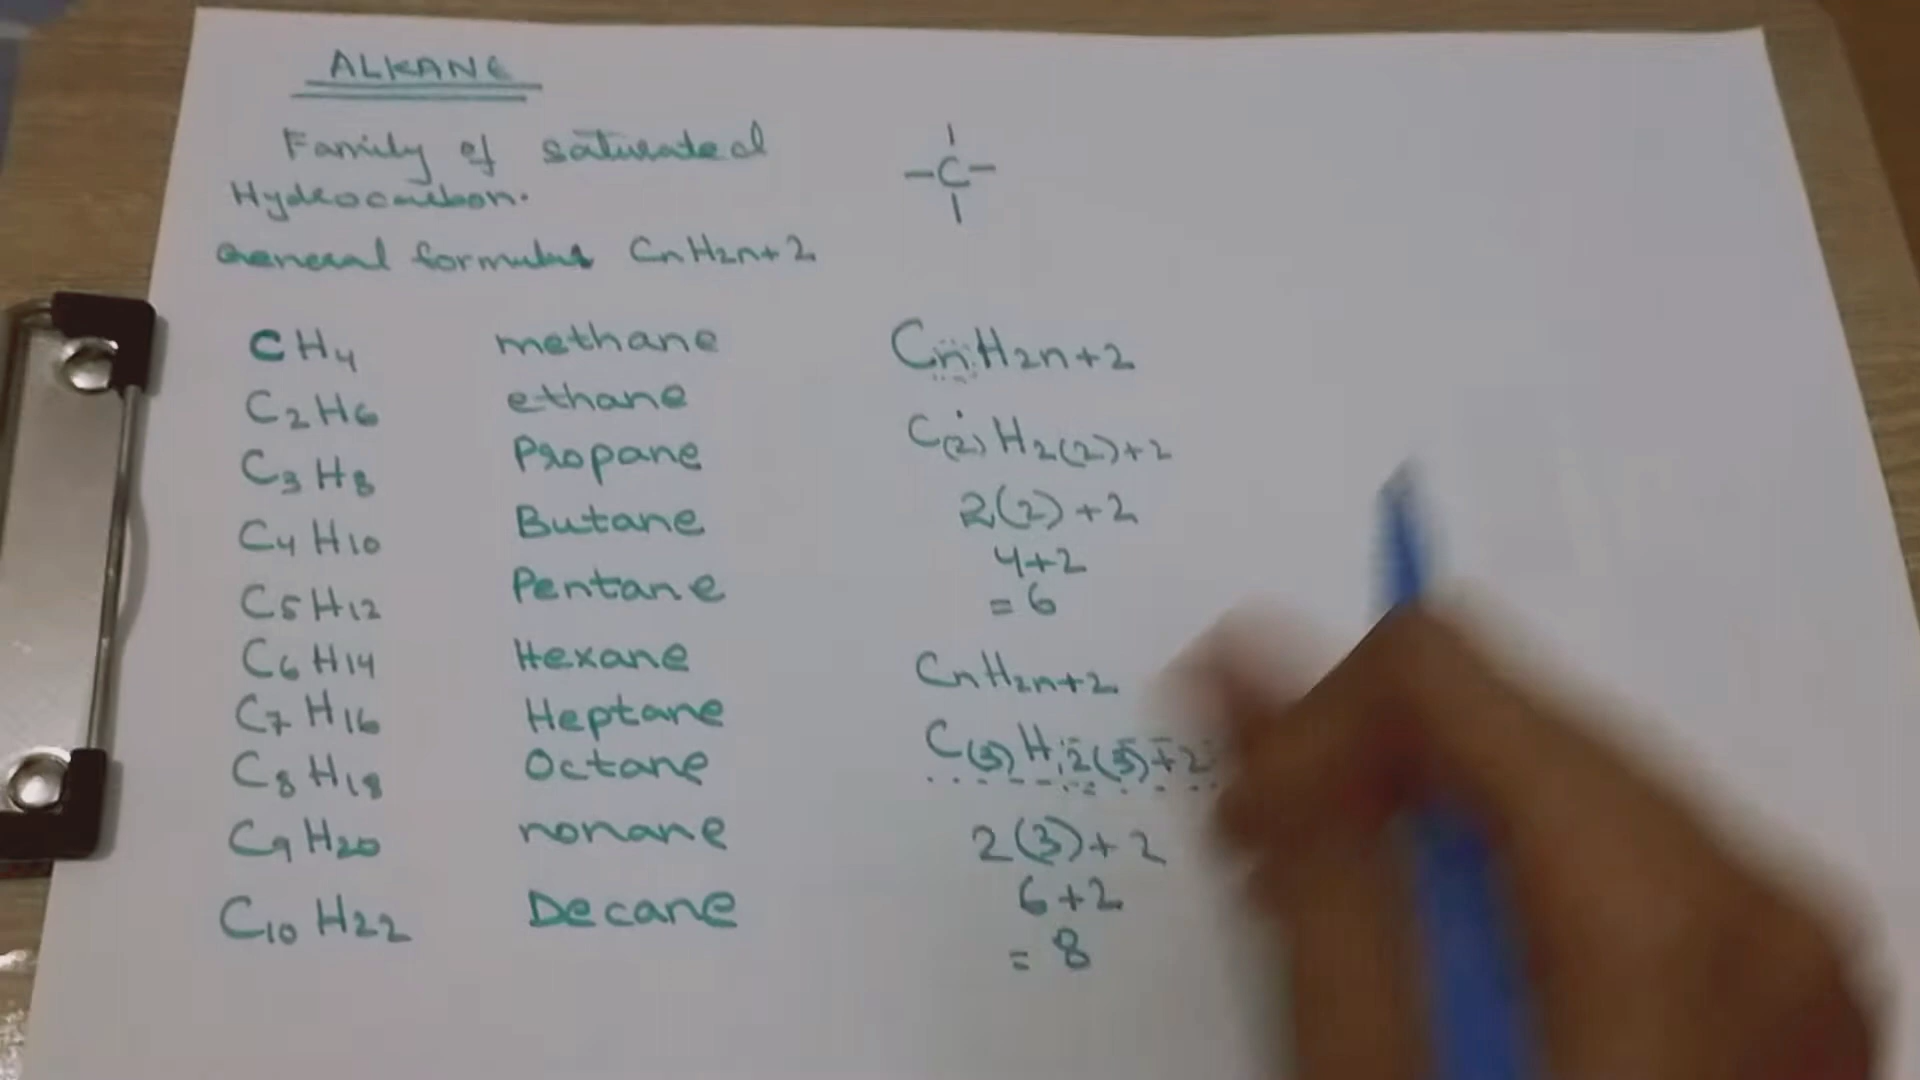 ALKANE
Family of saturated
Hydrocarbon.
General formula CnH2n+2
CH4 methane
C2H6 ethane
C3H8 Propane
C4H10 Butane
C5H12 Pentane
C6H14 Hexane
C7H16 Heptane
C8H18 Octane
C9H20 nonane
C10H22 Decane
-C-
CnH2n+2
C(2)H2(2)+2
2(2)+2
4+2
=6
CnH2n+2
C(3)H2(3)+2
2(3)+2
6+2
= 8